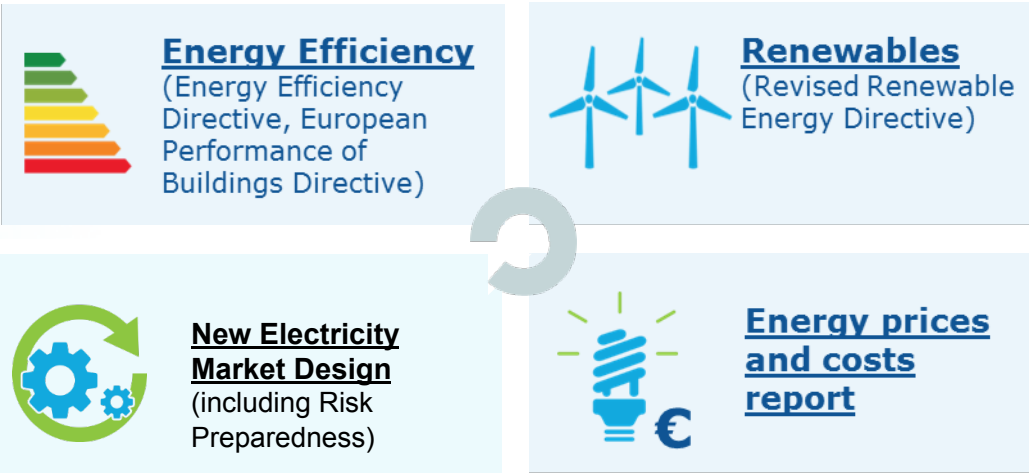 Energy Efficiency
(Energy Efficiency
Directive, European
Performance of
Buildings Directive)
Renewables
(Revised Renewable
Energy Directive)
New Electricity
Market Design
(including Risk
Preparedness)
Energy prices
and costs
report
€